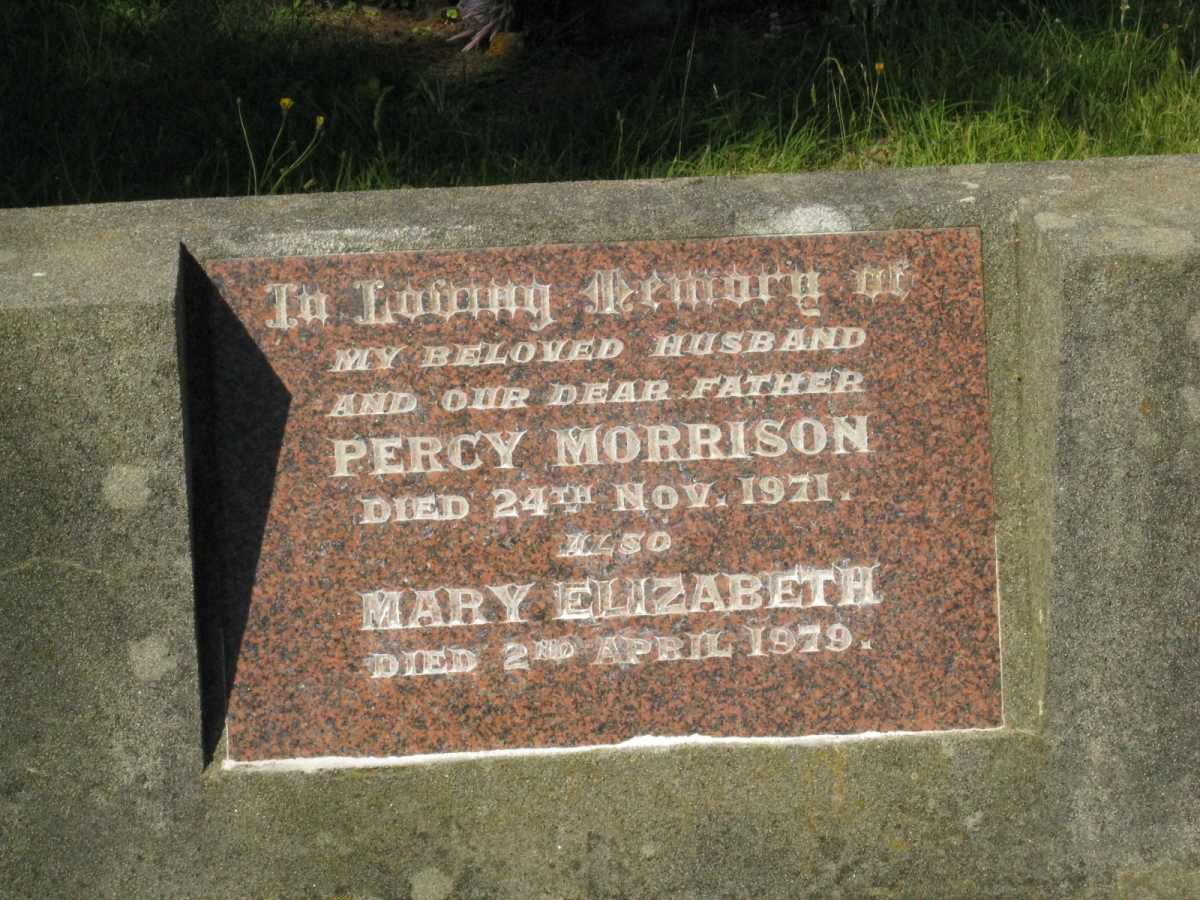 In Loving Memory of
MY BELOVED HUSBAND
AND OUR DEAR FATHER
PERCY MORRISON
DIED 24TH NOV. 1971.
ALSO
MARY ELIZABETH
DIED 2ND APRIL 1979.